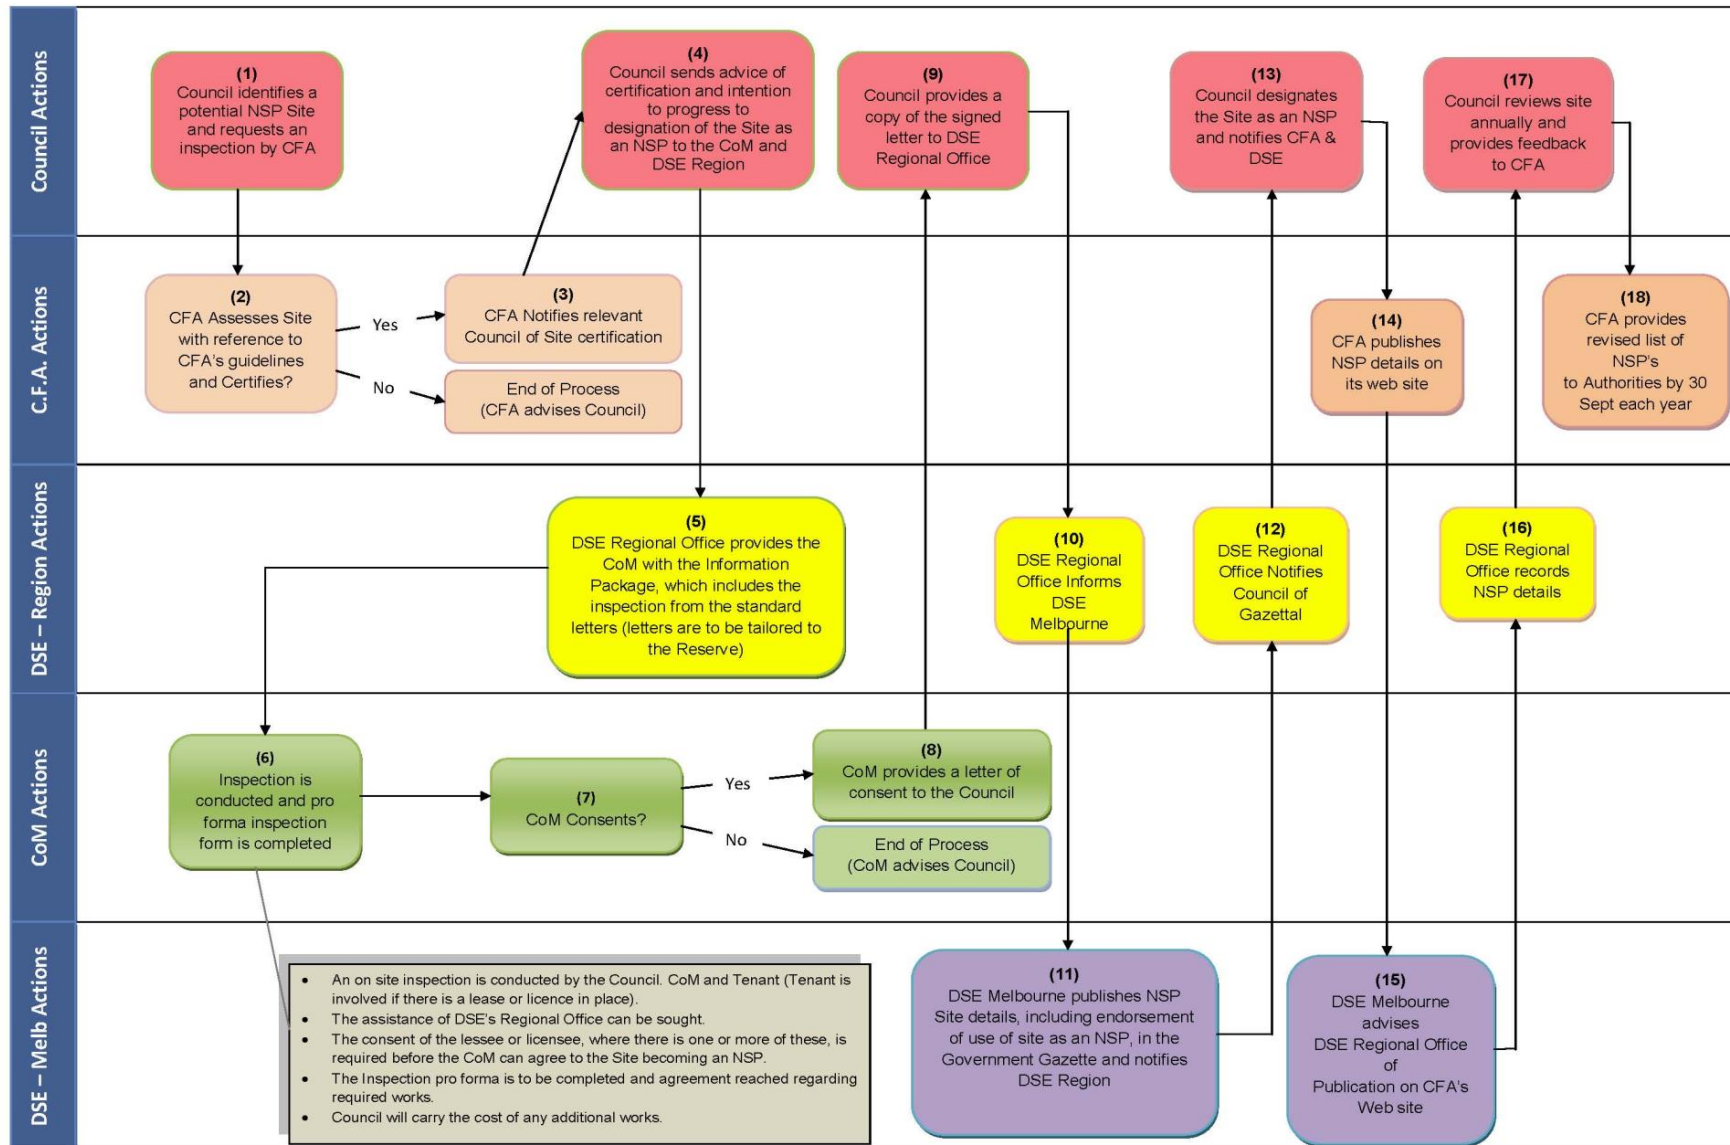 Council Actions
(1)
Council identifies a
potential NSP Site
and requests an
inspection by CFA
(4)
Council sends advice of
certification and intention
to progress to
designation of the Site as
an NSP to the CoM and
DSE Region
(9)
Council provides a
copy of the signed
letter to DSE
Regional Office
(13)
Council designates
the Site as an NSP
and notifies CFA &
DSE
(17)
Council reviews site
annually and
provides feedback
to CFA
C.F.A. Actions
(2)
CFA Assesses Site
with reference to
CFA's guidelines
and Certifies?
Yes
No
(3)
CFA Notifies relevant
Council of Site certification
End of Process
(CFA advises Council)
(14)
CFA publishes
NSP details on
its web site
(18)
CFA provides
revised list of
NSP's
to Authorities by 30
Sept each year
DSE – Region Actions
(5)
DSE Regional Office provides the
CoM with the Information
Package, which includes the
inspection from the standard
letters (letters are to be tailored to
the Reserve)
(10)
DSE Regional
Office Informs
DSE
Melbourne
(12)
DSE Regional
Office Notifies
Council of
Gazettal
(16)
DSE Regional
Office records
NSP details
CoM Actions
(6)
Inspection is
conducted and pro
forma inspection
form is completed
(7)
CoM Consents?
Yes
No
(8)
CoM provides a letter of
consent to the Council
End of Process
(CoM advises Council)
DSE – Melb Actions
• An on site inspection is conducted by the Council. CoM and Tenant (Tenant is
involved if there is a lease or licence in place).
• The assistance of DSE's Regional Office can be sought.
• The consent of the lessee or licensee, where there is one or more of these, is
required before the CoM can agree to the Site becoming an NSP.
• The Inspection pro forma is to be completed and agreement reached regarding
required works.
• Council will carry the cost of any additional works.
(11)
DSE Melbourne publishes NSP
Site details, including endorsement
of use of site as an NSP, in the
Government Gazette and notifies
DSE Region
(15)
DSE Melbourne
advises
DSE Regional Office
of
Publication on CFA's
Web site